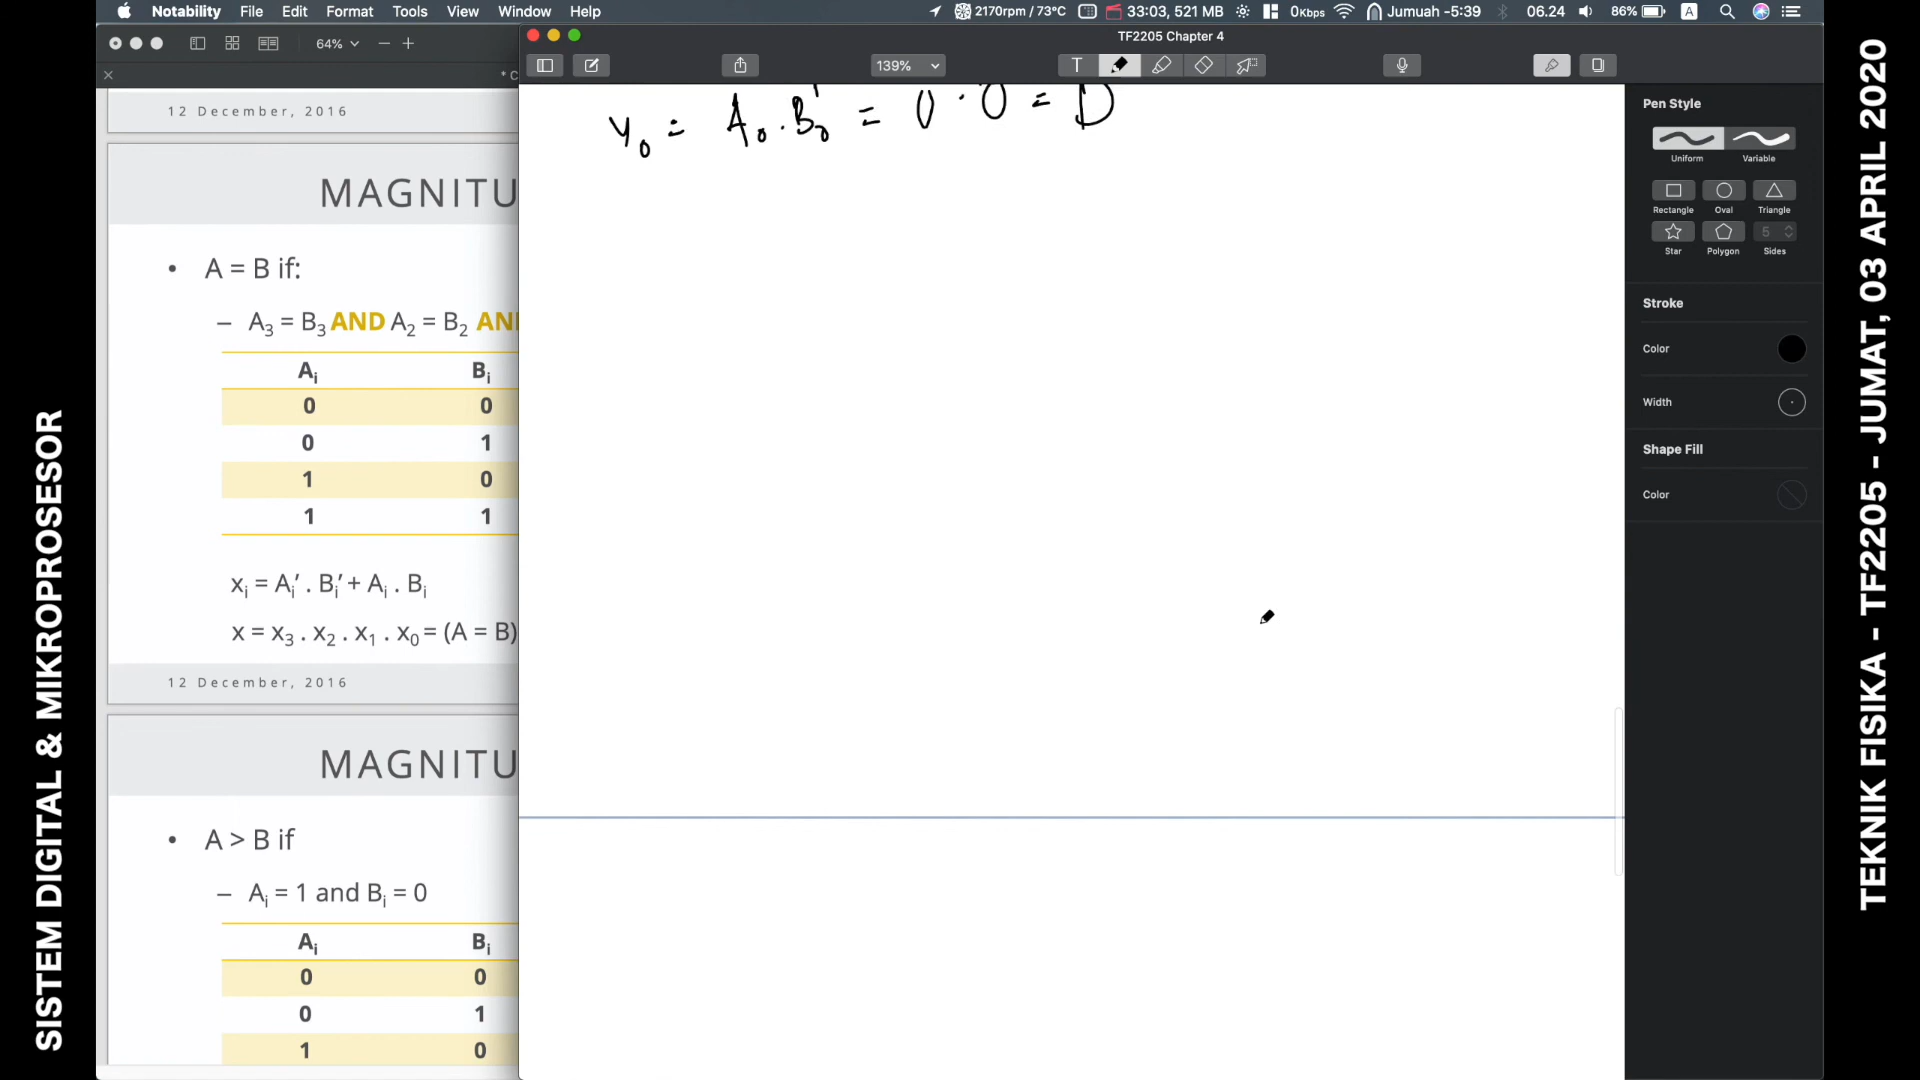 Notability File Edit Format Tools View Window Help 2170rpm / 73°C 33:03, 521 MB 0Kbps Jumuah -5:39 06.24 86% A
64%
TF2205 Chapter 4
139%
T
* C
12 December, 2016
MAGNITU
• A = B if:
– A3 = B3 AND A2 = B2 AN
Ai Bi
0 0
0 1
1 0
1 1
xi = Ai′ . Bi′ + Ai . Bi
x = x3 . x2 . x1 . x0 = (A = B)
12 December, 2016
MAGNITU
• A > B if
– Ai = 1 and Bi = 0
Ai Bi
0 0
0 1
1 0
y0 = A0 . B0' = 0 . 0 = D
Pen Style
Uniform Variable
Rectangle Oval Triangle
5
Star Polygon Sides
Stroke
Color
Width
Shape Fill
Color
SISTEM DIGITAL & MIKROPROSESSOR
TEKNIK FISIKA - TF2205 - JUMAT, 03 APRIL 2020